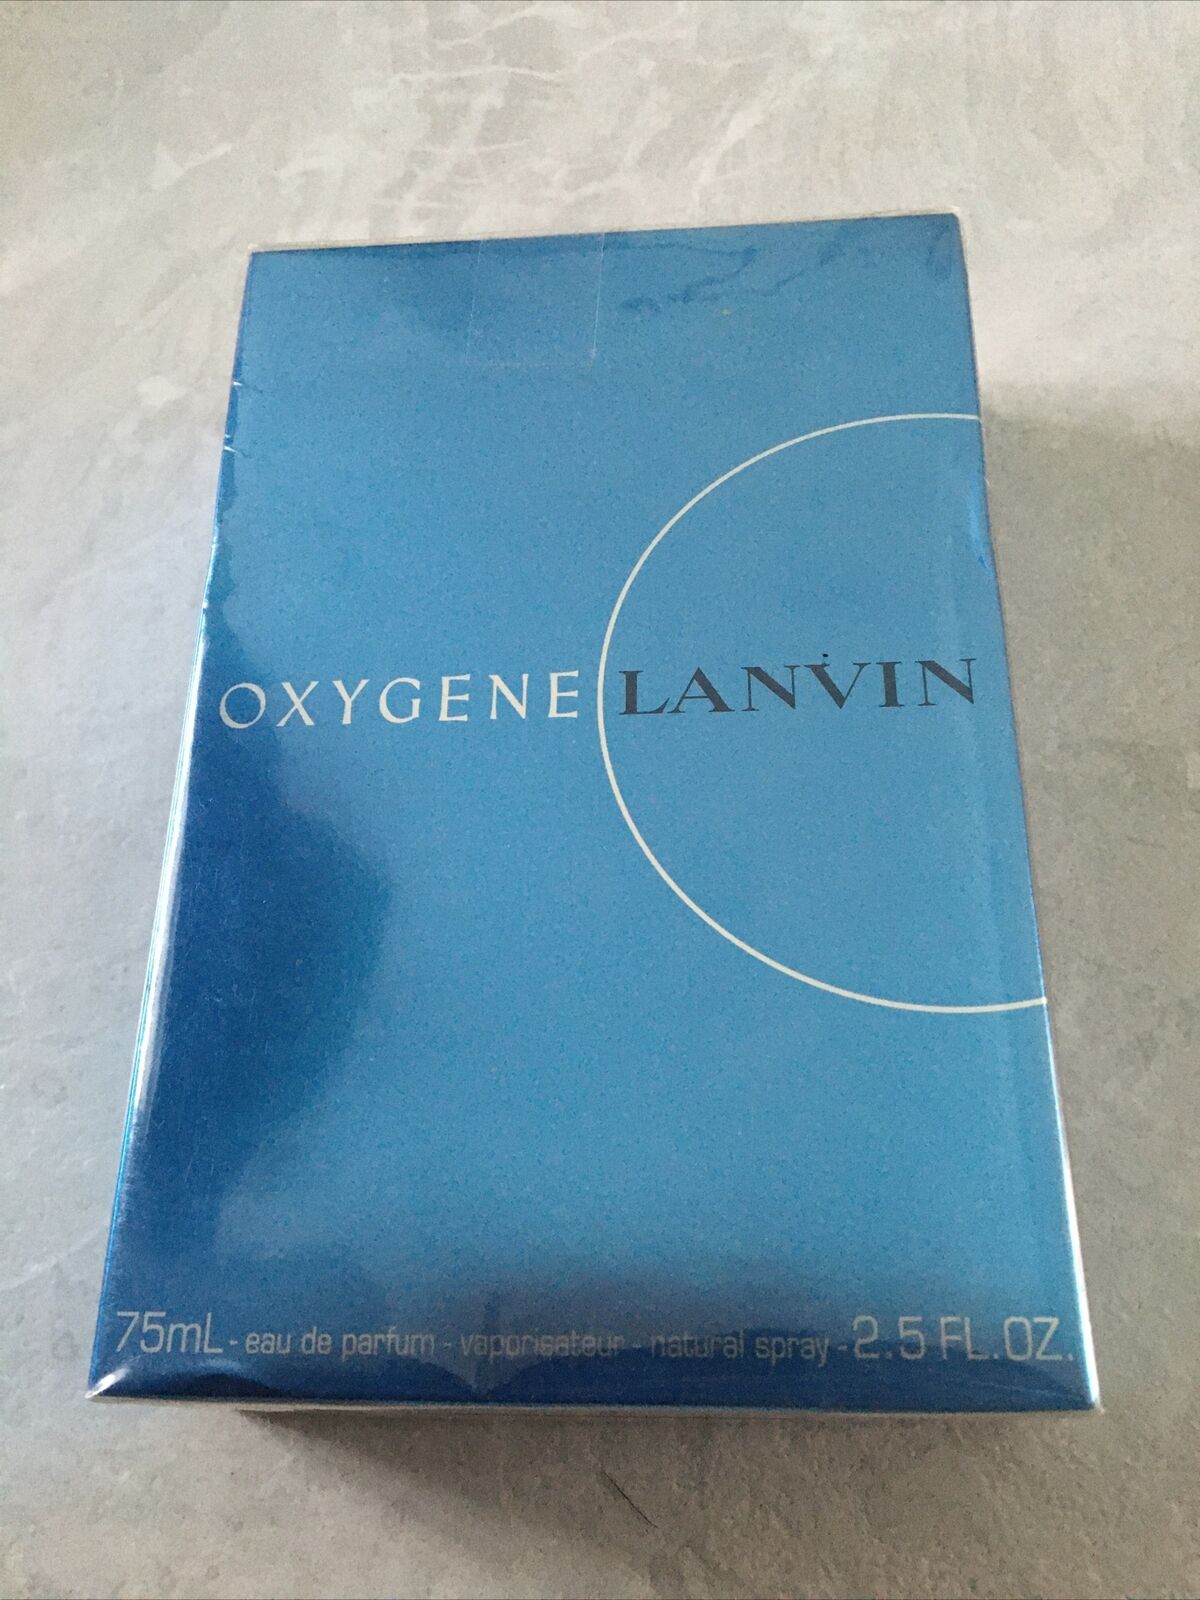 OXYGENE LANVIN
75mL - eau de parfum - vaporisateur - natural spray - 2.5 FL.OZ.